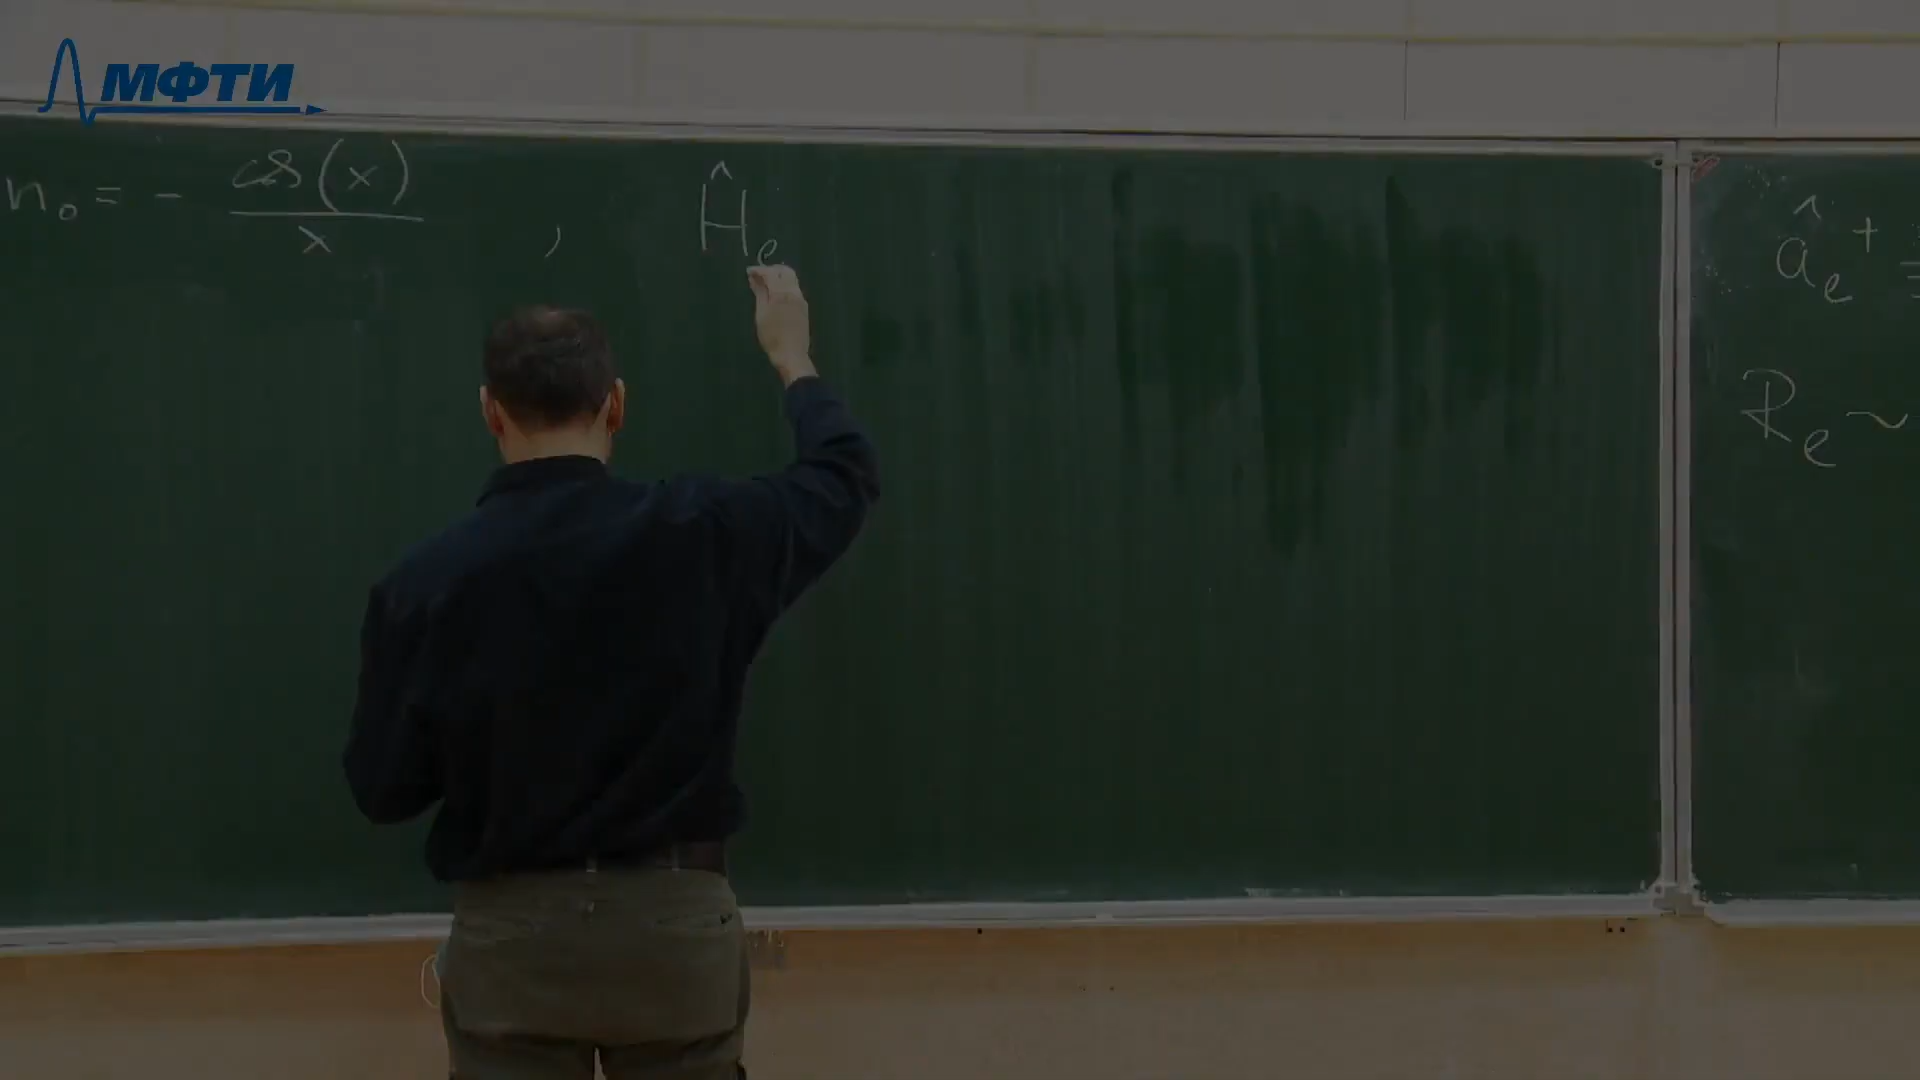 МФТИ
n₀ = - cos(x)/x , Ĥₑ
âₑ⁺ =
Rₑ ~